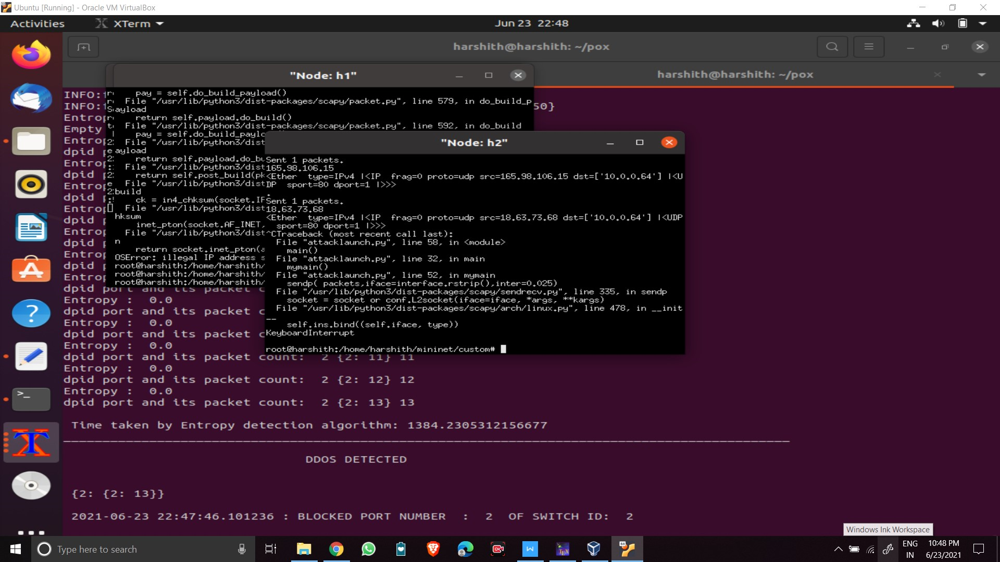 Ubuntu [Running] - Oracle VM VirtualBox
Activities
XTerm
Jun 23 22:48
harshith@harshith: ~/pox
harshith@harshith: ~/pox
"Node: h1"
pay = self.do_build_payload()
File "/usr/lib/python3/dist-packages/scapy/packet.py", line 579, in do_build_p
ayload
return self.payload.do_build()
File "/usr/lib/python3/dist-packages/scapy/packet.py", line 592, in do_build
pay = self.do_build_paylo
File "/usr/lib/python3/dist
ayload
return self.payload.do_bu
File "/usr/lib/python3/dist
return self.post_build(pk
File "/usr/lib/python3/dist
build
ck = in4_chksum(socket.IP
File "/usr/lib/python3/dist
hksum
inet_pton(socket.AF_INET,
File "/usr/lib/python3/dist
n
return socket.inet_pton(a
OSError: illegal IP address s
root@harshith:/home/harshith/
root@harshith:/home/harshith/
root@harshith:/home/harshith/
"Node: h2"
Sent 1 packets.
165.98.106.15
<Ether  type=IPv4 |<IP  frag=0 proto=udp src=165.98.106.15 dst=['10.0.0.64'] |<U
DP  sport=80 dport=1 |>>>
.
Sent 1 packets.
18.63.73.68
<Ether  type=IPv4 |<IP  frag=0 proto=udp src=18.63.73.68 dst=['10.0.0.64'] |<UDP
sport=80 dport=1 |>>>
^CTraceback (most recent call last):
File "attacklaunch.py", line 58, in <module>
main()
File "attacklaunch.py", line 32, in main
mymain()
File "attacklaunch.py", line 52, in mymain
sendp( packets,iface=interface.rstrip(),inter=0.025)
File "/usr/lib/python3/dist-packages/scapy/sendrecv.py", line 335, in sendp
socket = socket or conf.L2socket(iface=iface, *args, **kargs)
File "/usr/lib/python3/dist-packages/scapy/arch/linux.py", line 478, in __init
__
self.ins.bind((self.iface, type))
KeyboardInterrupt
root@harshith:/home/harshith/mininet/custom#
INFO:
INFO: 50}
Entrop
Empty
Entrop
dpid p
Entrop
dpid p
Entrop
dpid p
Entrop
dpid p
Entrop
dpid p
Entrop
dpid p
Entrop
dpid port and its packet c
Entropy :  0.0
dpid port and its packet c
Entropy :  0.0
dpid port and its packet c
Entropy :  0.0
dpid port and its packet count:  2 {2: 11} 11
Entropy :  0.0
dpid port and its packet count:  2 {2: 12} 12
Entropy :  0.0
dpid port and its packet count:  2 {2: 13} 13
Time taken by Entropy detection algorithm: 1384.2305312156677
DDOS DETECTED
{2: {2: 13}}
2021-06-23 22:47:46.101236 : BLOCKED PORT NUMBER  :  2  OF SWITCH ID:  2
Windows Ink Workspace
Type here to search
ENG
IN
10:48 PM
6/23/2021